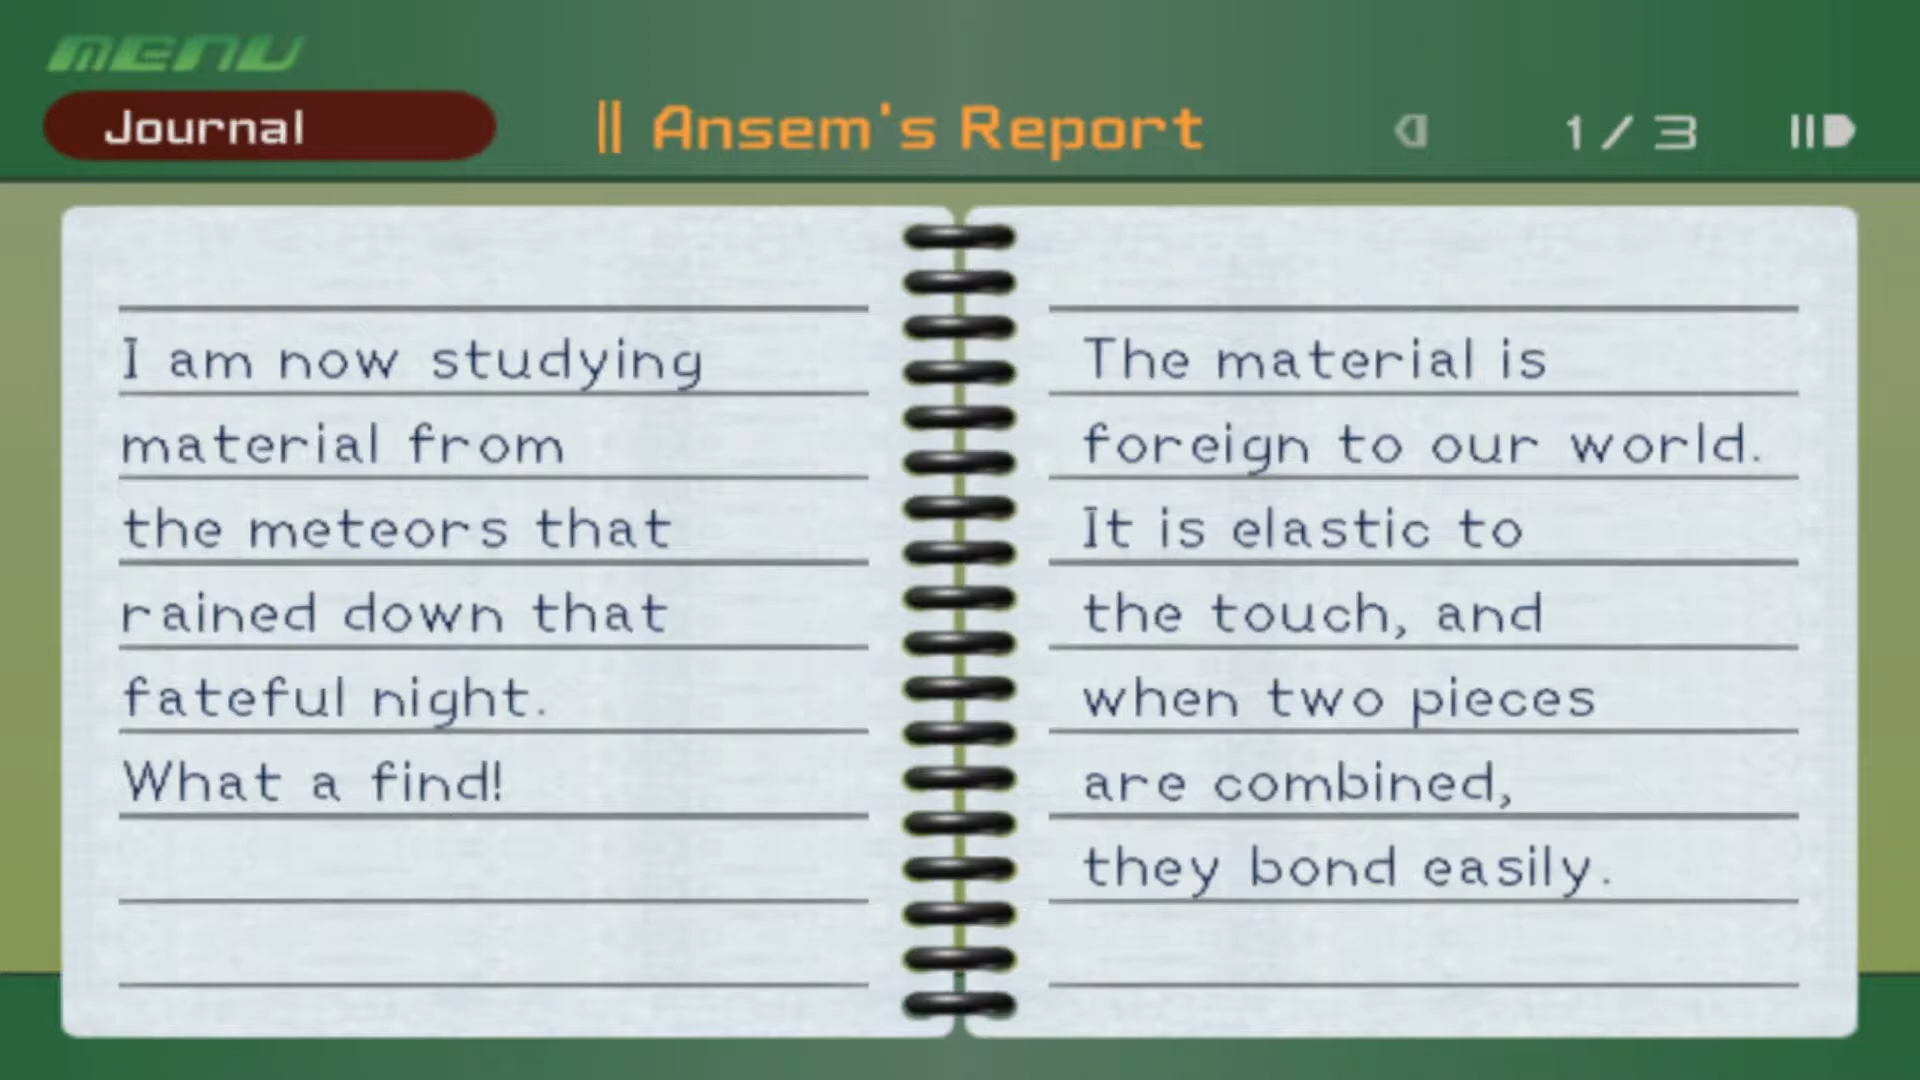 MENU
Journal
Ansem's Report
1 / 3
I am now studying
material from
the meteors that
rained down that
fateful night.
What a find!
The material is
foreign to our world.
It is elastic to
the touch, and
when two pieces
are combined,
they bond easily.